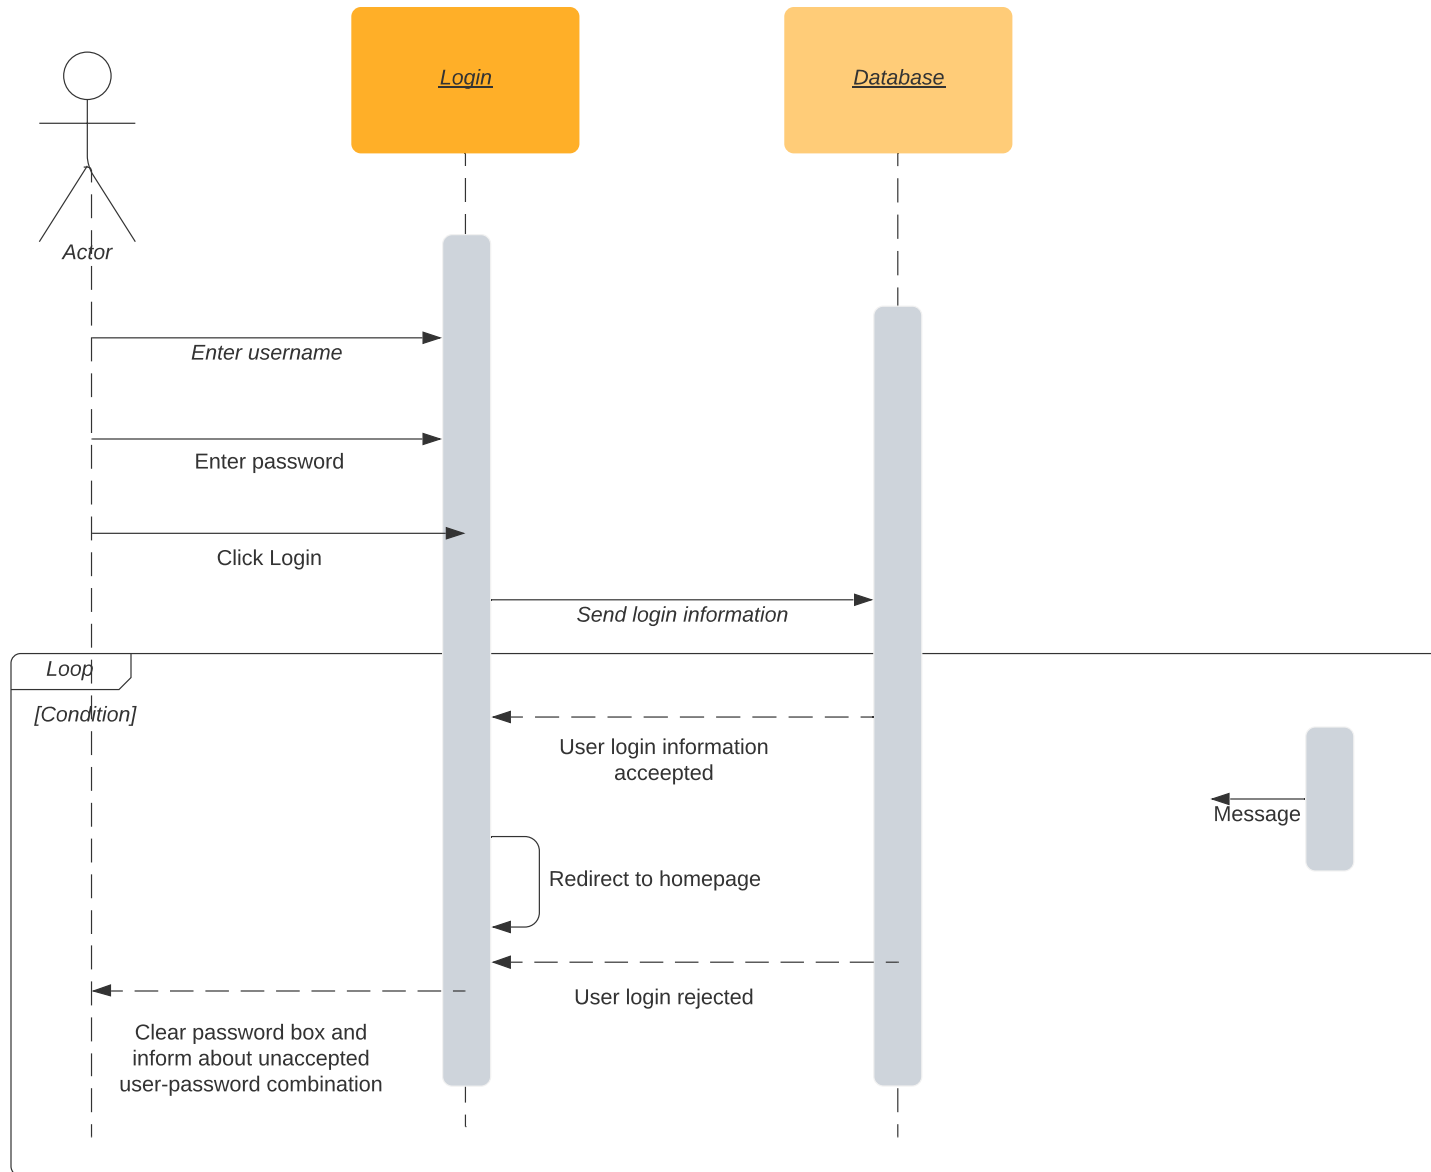 Login
Database
Actor
Enter username
Enter password
Click Login
Send login information
Loop
[Condition]
User login information
acceepted
Message
Redirect to homepage
User login rejected
Clear password box and
inform about unaccepted
user-password combination